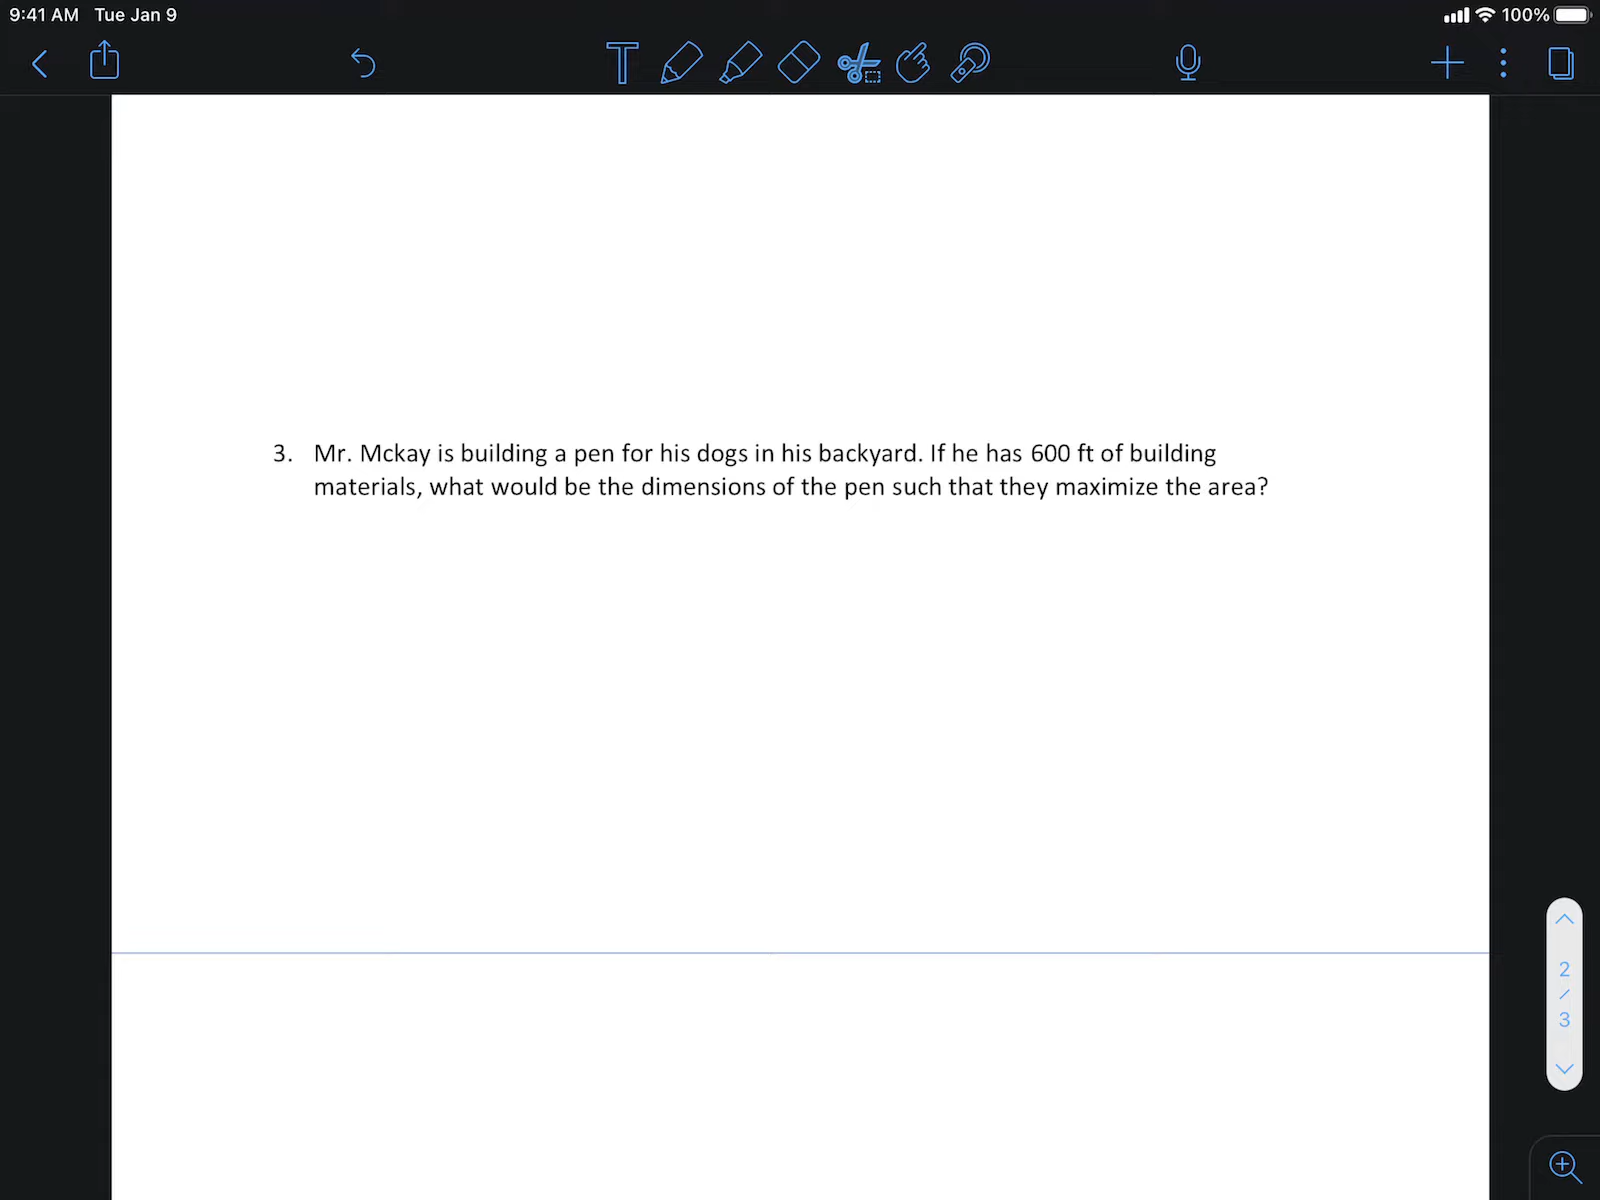 9:41 AM Tue Jan 9 100%
3. Mr. Mckay is building a pen for his dogs in his backyard. If he has 600 ft of building
materials, what would be the dimensions of the pen such that they maximize the area?
2
/
3